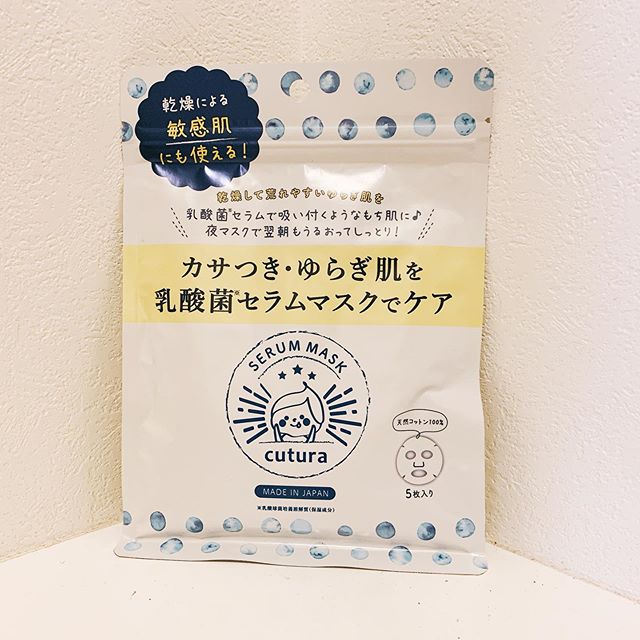 乾燥による
敏感肌
にも使える!
乾燥して荒れやすいゆらぎ肌を
乳酸菌※セラムで吸い付くようなもち肌に♪
夜マスクで翌朝もうるおってしっとり!
カサつき・ゆらぎ肌を
乳酸菌※セラムマスクでケア
SERUM MASK
cutura
MADE IN JAPAN
天然コットン100%
5枚入り
※乳酸球菌培養溶解質(保湿成分)